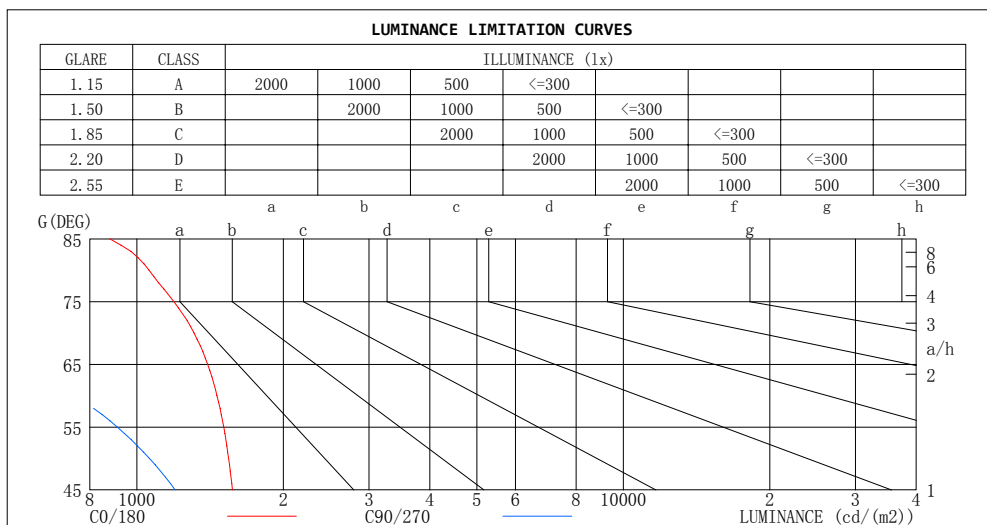 LUMINANCE LIMITATION CURVES
GLARE CLASS ILLUMINANCE (lx)
1.15 A 2000 1000 500 <=300
1.50 B 2000 1000 500 <=300
1.85 C 2000 1000 500 <=300
2.20 D 2000 1000 500 <=300
2.55 E 2000 1000 500 <=300
a b c d e f g h
G(DEG)
a b c d e f g h
85
8
6
75
4
3
a/h
65
2
55
45
1
8 1000 2 3 4 5 6 8 10000 2 3 4
C0/180 C90/270 LUMINANCE (cd/(m2))